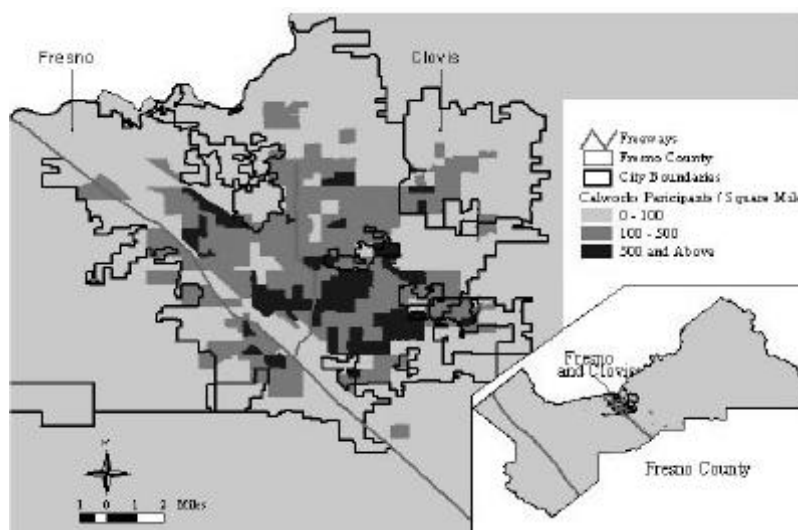 Fresno
Clovis
Freeways
Fresno County
City Boundaries
Calworks Participants / Square Mile
0 - 100
100 - 500
500 and Above
Fresno
and Clovis
Fresno County
N
1 0 1 2 Miles